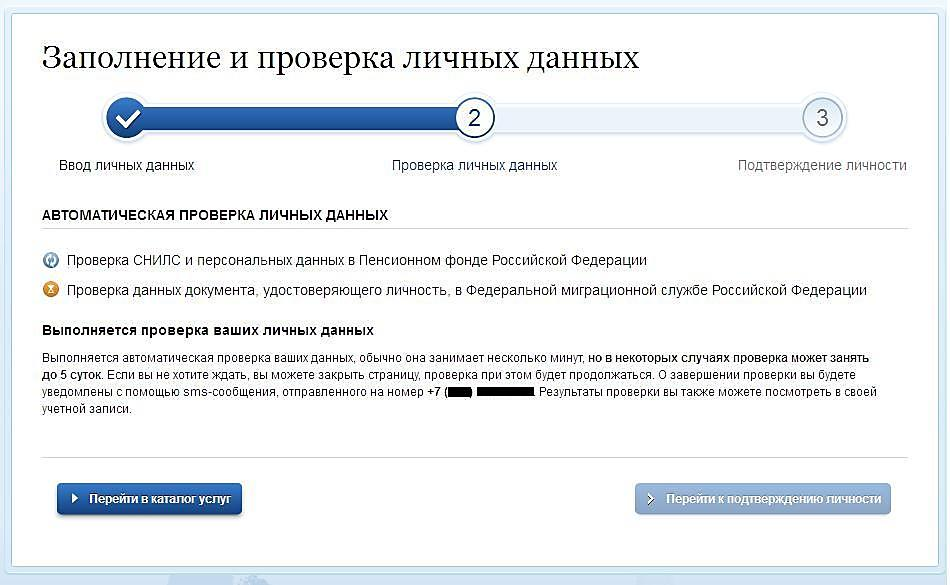 Заполнение и проверка личных данных
2
3
Ввод личных данных
Проверка личных данных
Подтверждение личности
АВТОМАТИЧЕСКАЯ ПРОВЕРКА ЛИЧНЫХ ДАННЫХ
Проверка СНИЛС и персональных данных в Пенсионном фонде Российской Федерации
Проверка данных документа, удостоверяющего личность, в Федеральной миграционной службе Российской Федерации
Выполняется проверка ваших личных данных
Выполняется автоматическая проверка ваших данных, обычно она занимает несколько минут, но в некоторых случаях проверка может занять
до 5 суток. Если вы не хотите ждать, вы можете закрыть страницу, проверка при этом будет продолжаться. О завершении проверки вы будете
уведомлены с помощью sms-сообщения, отправленного на номер +7 ( ) Результаты проверки вы также можете посмотреть в своей
учетной записи.
Перейти в каталог услуг
Перейти к подтверждению личности